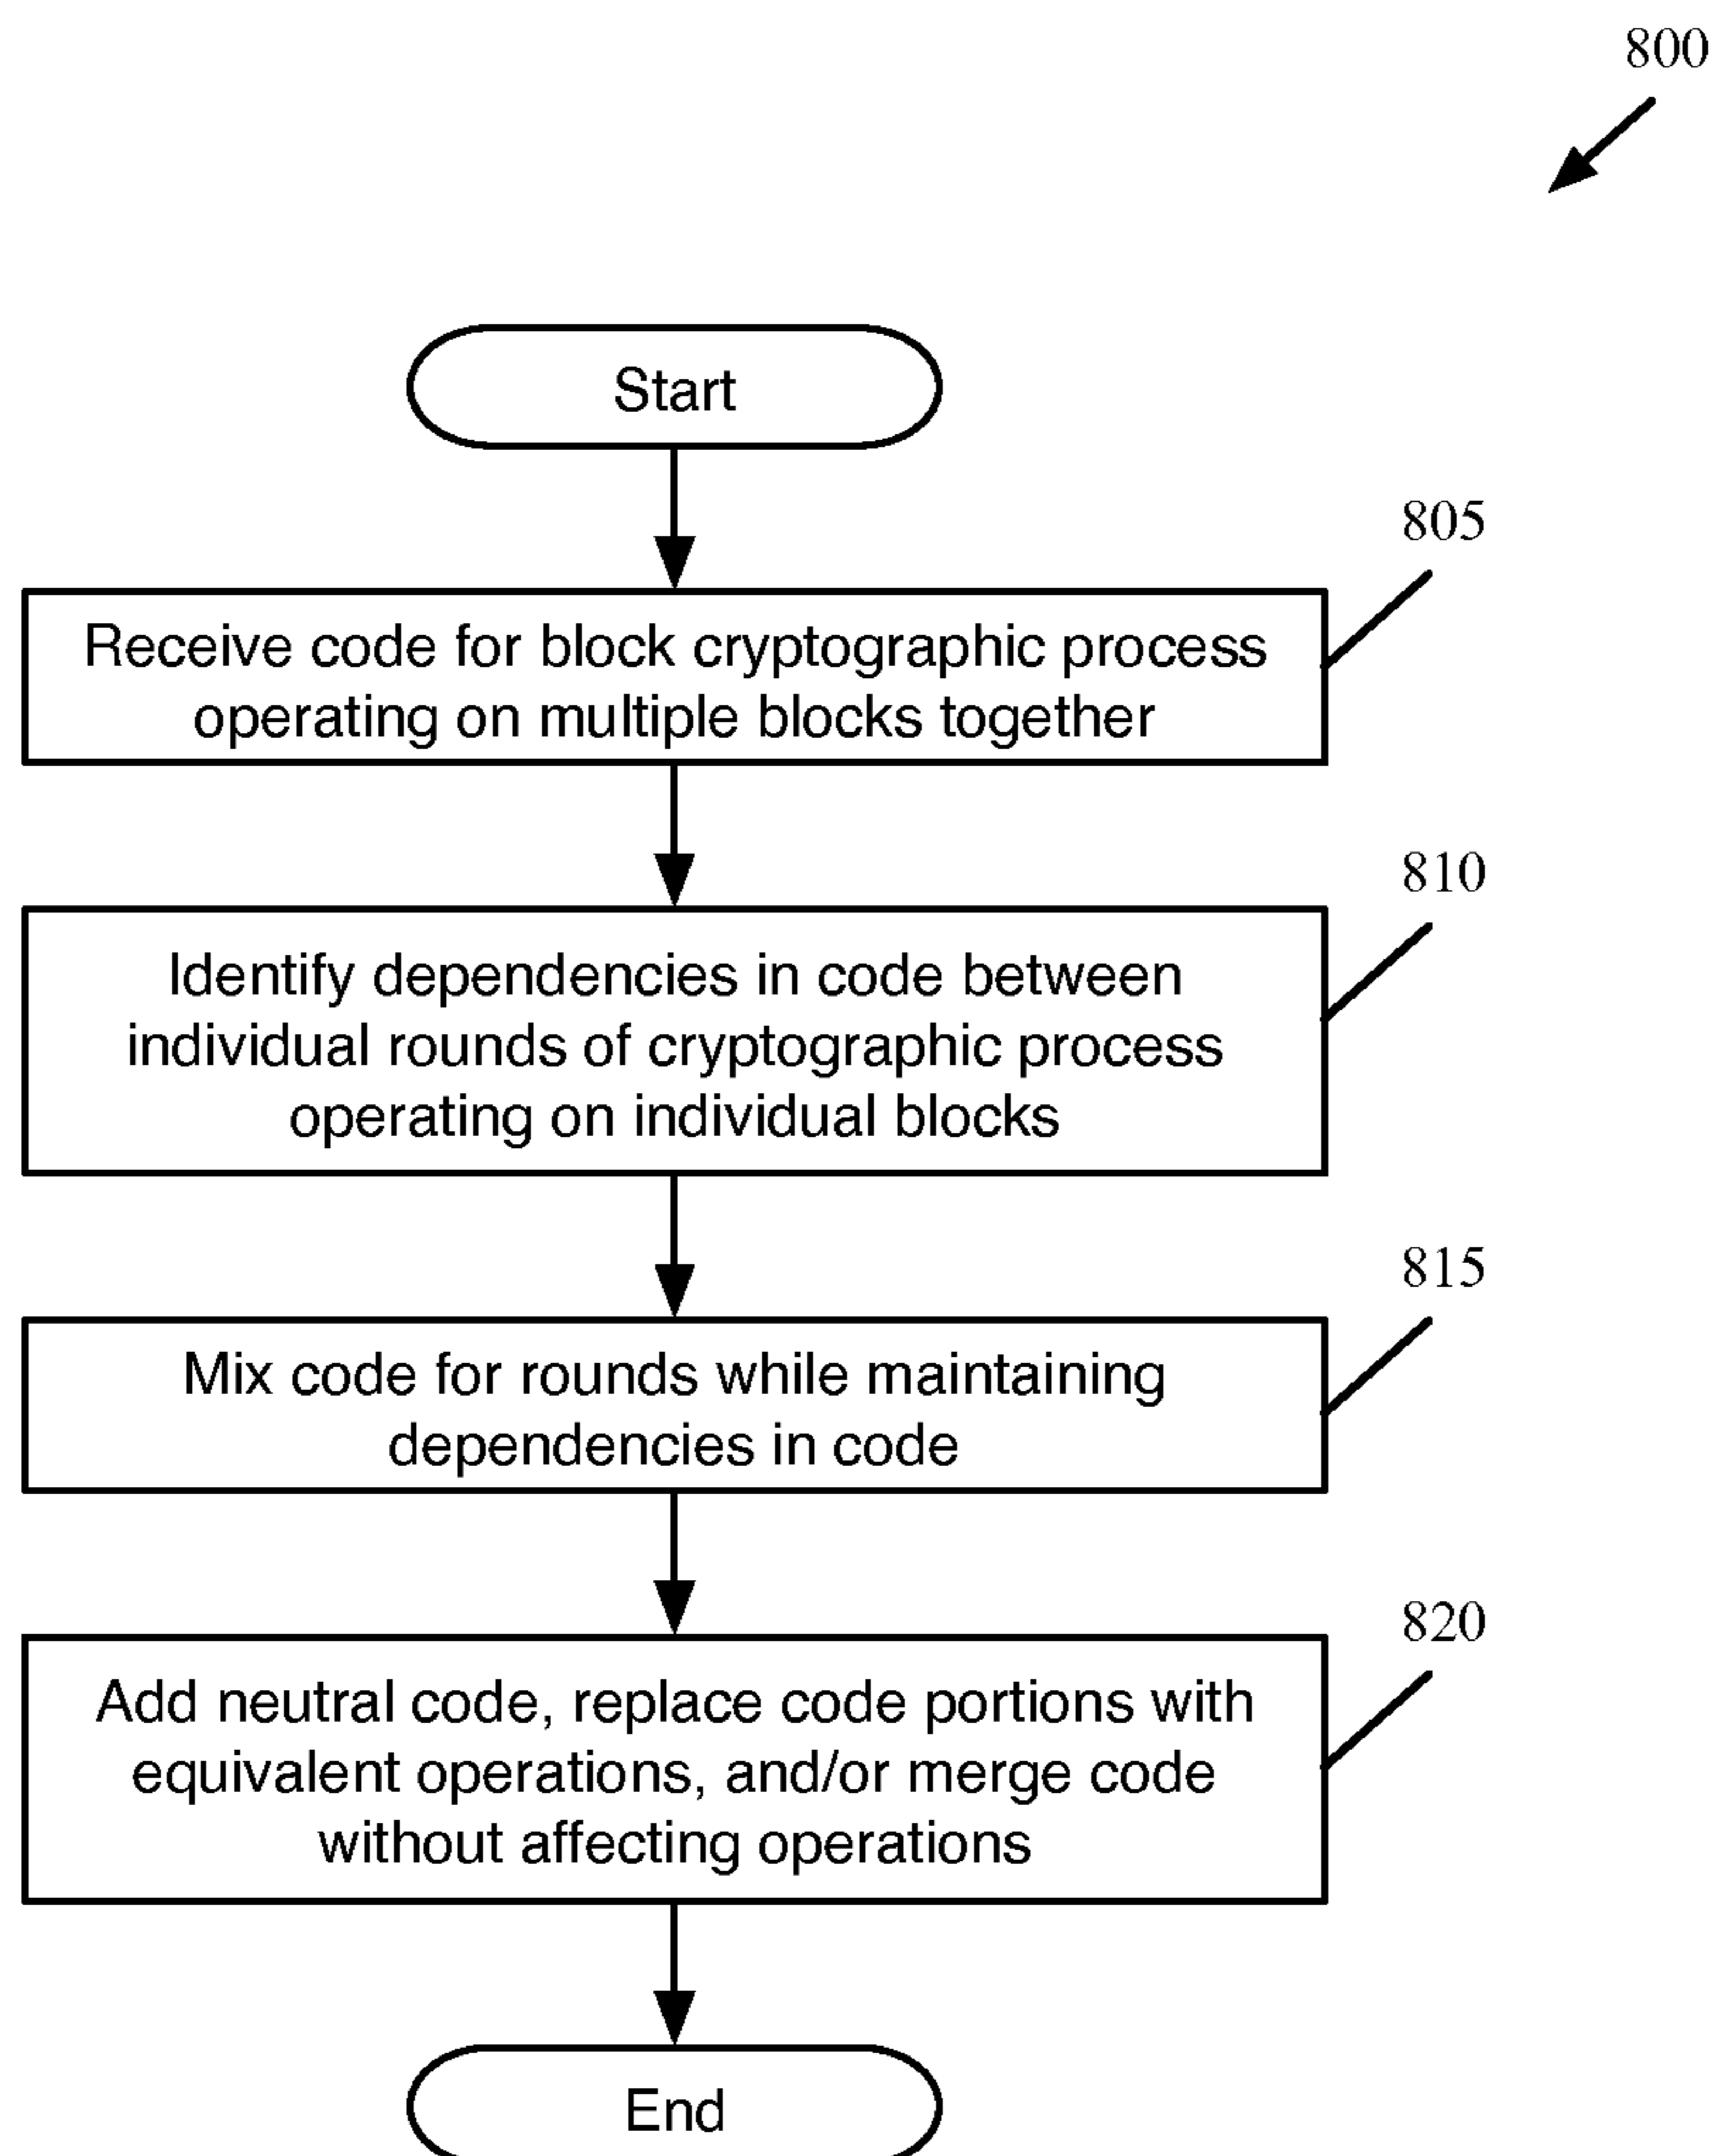 800
Start
805
Receive code for block cryptographic process
operating on multiple blocks together
810
Identify dependencies in code between
individual rounds of cryptographic process
operating on individual blocks
815
Mix code for rounds while maintaining
dependencies in code
820
Add neutral code, replace code portions with
equivalent operations, and/or merge code
without affecting operations
End